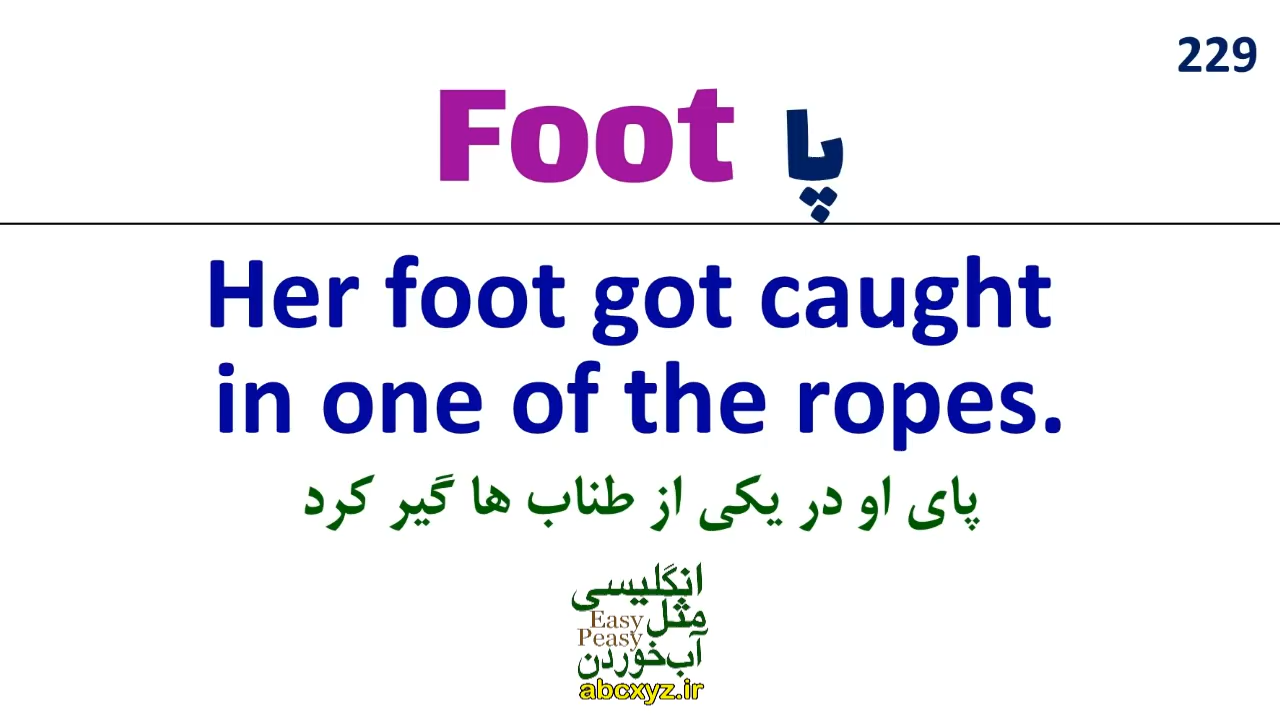 229
Foot پا
Her foot got caught
in one of the ropes.
پای او در یکی از طناب ها گیر کرد
انگلیسی
مثل
Easy
Peasy
آب‌خوردن
abcxyz.ir